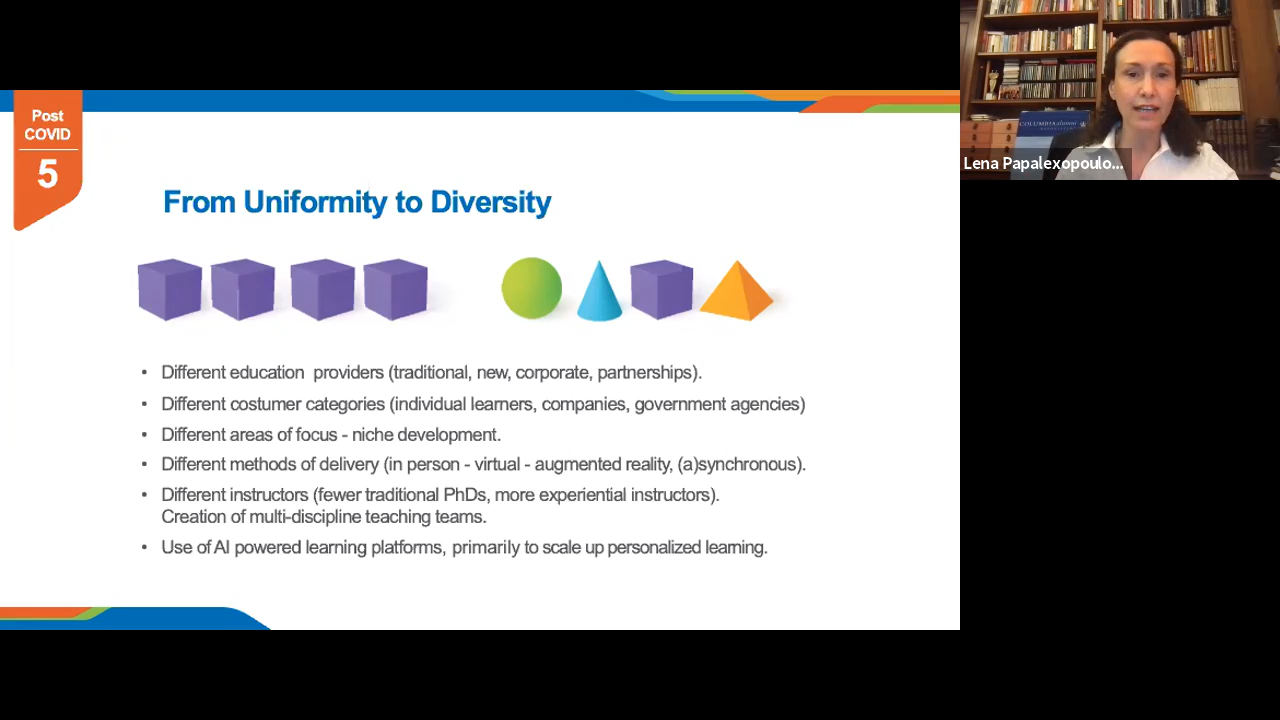 Post
COVID
5
From Uniformity to Diversity
• Different education providers (traditional, new, corporate, partnerships).
• Different costumer categories (individual learners, companies, government agencies)
• Different areas of focus - niche development.
• Different methods of delivery (in person - virtual - augmented reality, (a)synchronous).
• Different instructors (fewer traditional PhDs, more experiential instructors).
Creation of multi-discipline teaching teams.
• Use of AI powered learning platforms, primarily to scale up personalized learning.
COLUMBIA alumni
Lena Papalexopoulo...